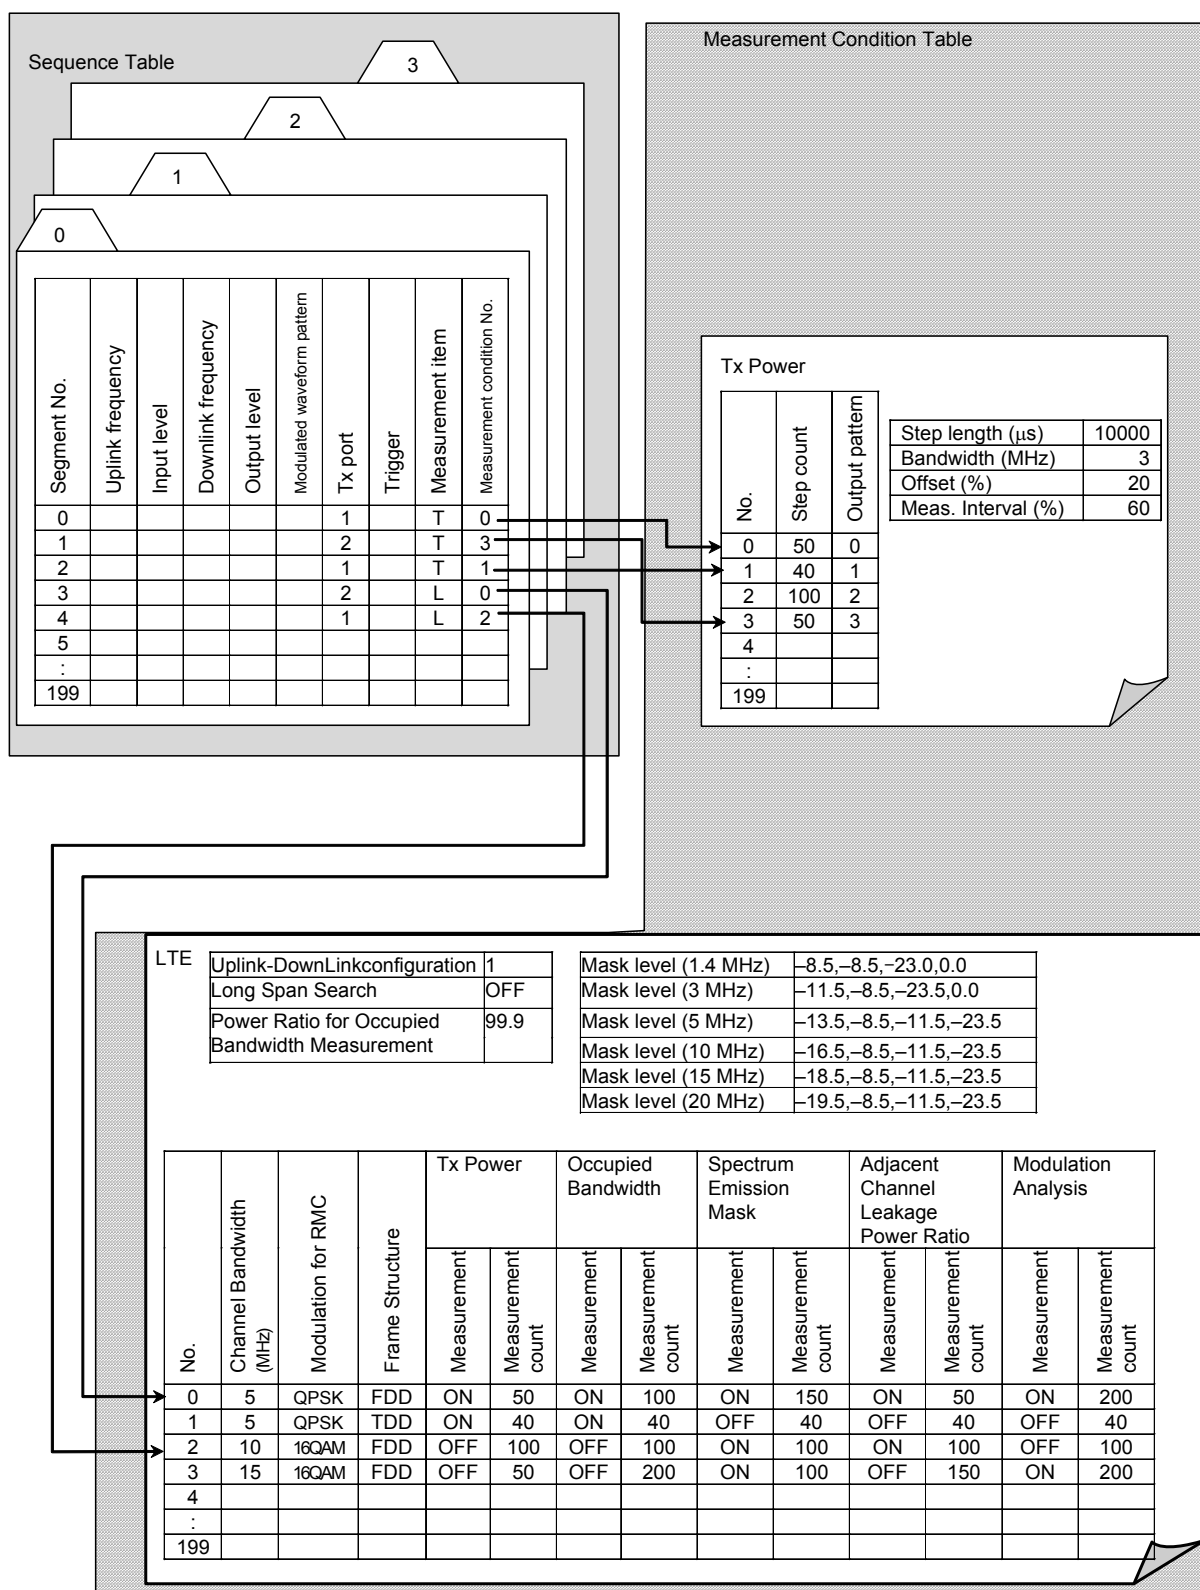 Sequence Table
3
2
1
0
Segment No. Uplink frequency Input level Downlink frequency Output level Modulated waveform pattern Tx port Trigger Measurement item Measurement condition No.
0 1 T 0
1 2 T 3
2 1 T 1
3 2 L 0
4 1 L 2
5
:
199
Measurement Condition Table
Tx Power
No. Step count Output pattern
0 50 0
1 40 1
2 100 2
3 50 3
4
:
199
Step length (μs) 10000
Bandwidth (MHz) 3
Offset (%) 20
Meas. Interval (%) 60
LTE
Uplink-DownLinkconfiguration 1
Long Span Search OFF
Power Ratio for Occupied 99.9
Bandwidth Measurement
Mask level (1.4 MHz) –8.5,–8.5,–23.0,0.0
Mask level (3 MHz) –11.5,–8.5,–23.5,0.0
Mask level (5 MHz) –13.5,–8.5,–11.5,–23.5
Mask level (10 MHz) –16.5,–8.5,–11.5,–23.5
Mask level (15 MHz) –18.5,–8.5,–11.5,–23.5
Mask level (20 MHz) –19.5,–8.5,–11.5,–23.5
No.
Channel Bandwidth
(MHz)
Modulation for RMC
Frame Structure
Tx Power
Occupied
Bandwidth
Spectrum
Emission
Mask
Adjacent
Channel
Leakage
Power Ratio
Modulation
Analysis
Measurement
Measurement
count
Measurement
Measurement
count
Measurement
Measurement
count
Measurement
Measurement
count
Measurement
Measurement
count
0 5 QPSK FDD ON 50 ON 100 ON 150 ON 50 ON 200
1 5 QPSK TDD ON 40 ON 40 OFF 40 OFF 40 OFF 40
2 10 16QAM FDD OFF 100 OFF 100 ON 100 ON 100 OFF 100
3 15 16QAM FDD OFF 50 OFF 200 ON 100 OFF 150 ON 200
4
:
199